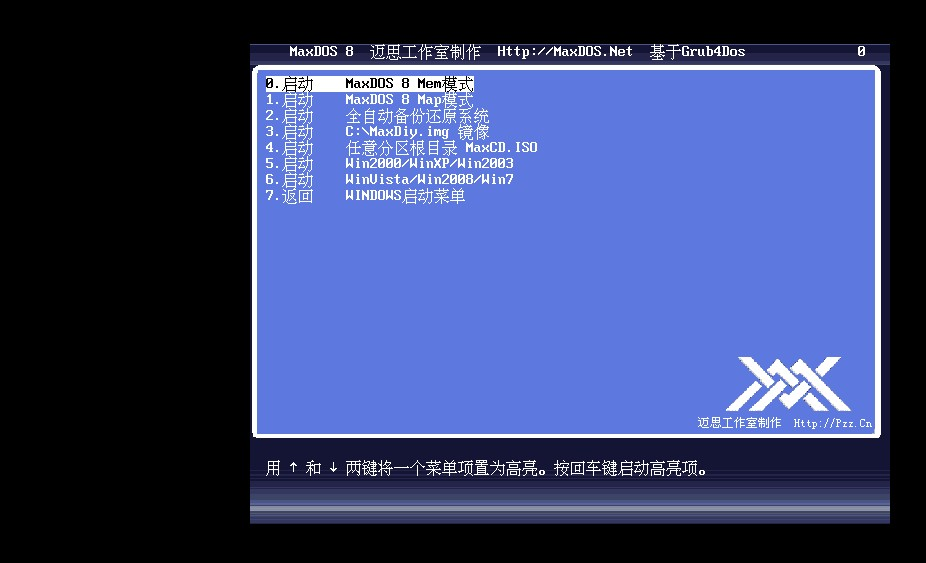 MaxDOS 8 迈思工作室制作 Http://MaxDOS.Net 基于Grub4Dos 0
0.启动 MaxDOS 8 Mem模式
1.启动 MaxDOS 8 Map模式
2.启动 全自动备份还原系统
3.启动 C:\MaxDiy.img 镜像
4.启动 任意分区根目录 MaxCD.ISO
5.启动 Win2000/WinXP/Win2003
6.启动 WinVista/Win2008/Win7
7.返回 WINDOWS启动菜单
迈思工作室制作 Http://Pzz.Cn
用 ↑ 和 ↓ 两键将一个菜单项置为高亮。按回车键启动高亮项。